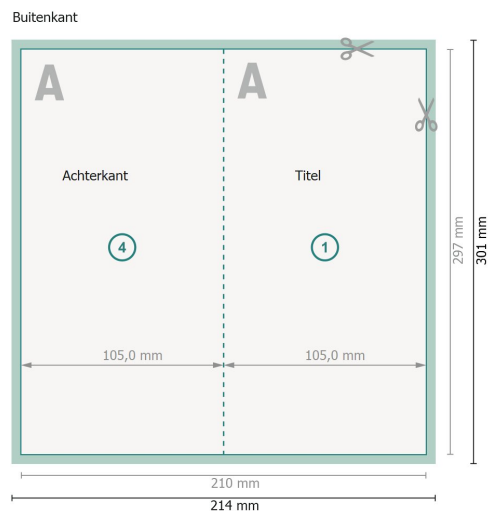 Buitenkant
A
A
Achterkant
Titel
4
1
297 mm
301 mm
105,0 mm
105,0 mm
210 mm
214 mm